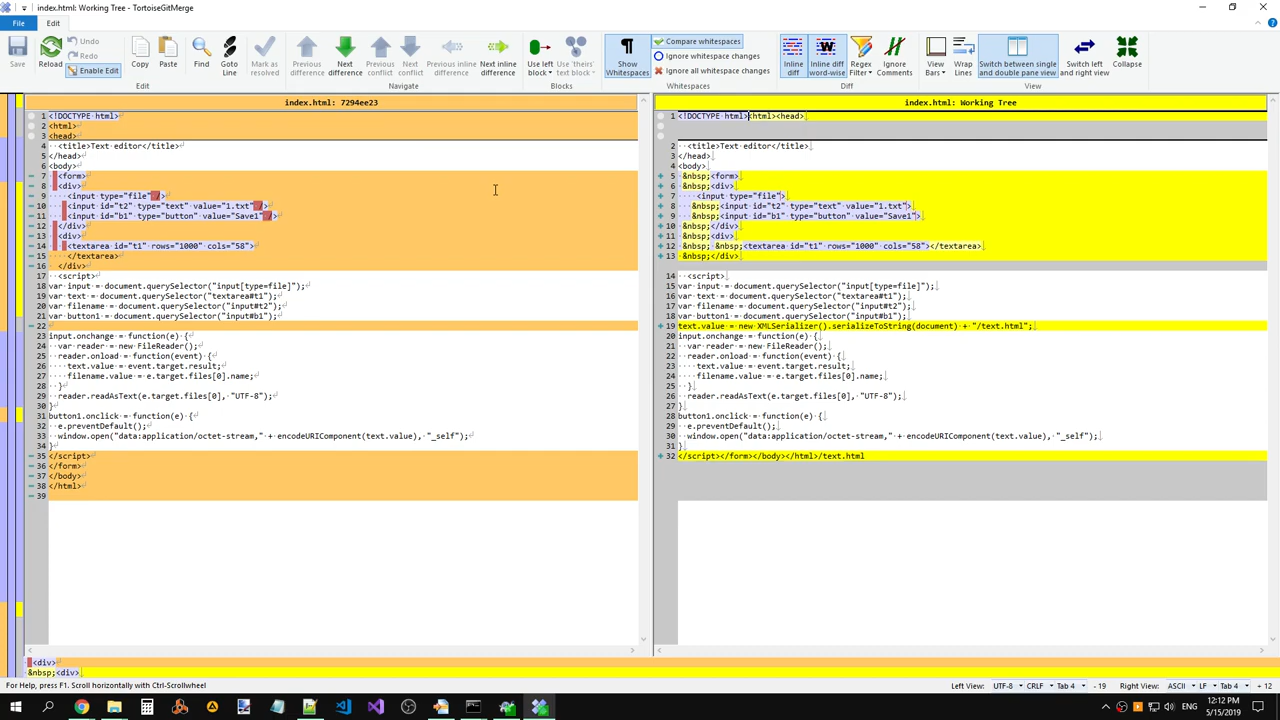 index.html: Working Tree - TortoiseGitMerge
File
Edit
Save
Reload
Undo
Redo
Enable Edit
Copy
Paste
Find
Goto Line
Mark as resolved
Previous difference
Next difference
Previous conflict
Next conflict
Previous inline difference
Next inline difference
Use left block
Use 'theirs' text block
Show Whitespaces
Compare whitespaces
Ignore whitespace changes
Ignore all whitespace changes
Inline diff
Inline diff word-wise
Regex Filter
Ignore Comments
View Bars
Wrap Lines
Switch between single and double pane view
Switch left and right view
Collapse
Edit
Navigate
Blocks
Whitespaces
Diff
View
index.html: 7294ee23
1 <!DOCTYPE html>
2 <html>
3 <head>
4   <title>Text editor</title>
5 </head>
6 <body>
7   <form>
8   <div>
9     <input type="file" />
10    <input id="t2" type="text" value="1.txt" />
11    <input id="b1" type="button" value="Save1" />
12  </div>
13  <div>
14    <textarea id="t1" rows="1000" cols="58">
15    </textarea>
16  </div>
17  <script>
18 var input = document.querySelector("input[type=file]");
19 var text = document.querySelector("textarea#t1");
20 var filename = document.querySelector("input#t2");
21 var button1 = document.querySelector("input#b1");
22
23 input.onchange = function(e) {
24  var reader = new FileReader();
25  reader.onload = function(event) {
26    text.value = event.target.result;
27    filename.value = e.target.files[0].name;
28  }
29  reader.readAsText(e.target.files[0], "UTF-8");
30 }
31 button1.onclick = function(e) {
32  e.preventDefault();
33  window.open("data:application/octet-stream," + encodeURIComponent(text.value), "_self");
34 }
35 </script>
36 </form>
37 </body>
38 </html>
39
index.html: Working Tree
1 <!DOCTYPE html><html><head>
2   <title>Text editor</title>
3 </head>
4 <body>
5  &nbsp;<form>
6  &nbsp;<div>
7     <input type="file">
8    &nbsp;<input id="t2" type="text" value="1.txt">
9    &nbsp;<input id="b1" type="button" value="Save1">
10  &nbsp;</div>
11  &nbsp;<div>
12  &nbsp; &nbsp;<textarea id="t1" rows="1000" cols="58"></textarea>
13  &nbsp;</div>
14   <script>
15 var input = document.querySelector("input[type=file]");
16 var text = document.querySelector("textarea#t1");
17 var filename = document.querySelector("input#t2");
18 var button1 = document.querySelector("input#b1");
19 text.value = new XMLSerializer().serializeToString(document) + "/text.html";
20 input.onchange = function(e) {
21  var reader = new FileReader();
22  reader.onload = function(event) {
23    text.value = event.target.result;
24    filename.value = e.target.files[0].name;
25  }
26  reader.readAsText(e.target.files[0], "UTF-8");
27 }
28 button1.onclick = function(e) {
29  e.preventDefault();
30  window.open("data:application/octet-stream," + encodeURIComponent(text.value), "_self");
31 }
32 </script></form></body></html>/text.html
<div>
&nbsp;<div>
For Help, press F1. Scroll horizontally with Ctrl-Scrollwheel
Left View: UTF-8 CRLF Tab 4 - 19
Right View: ASCII LF Tab 4 + 12
ENG
12:12 PM
5/15/2019